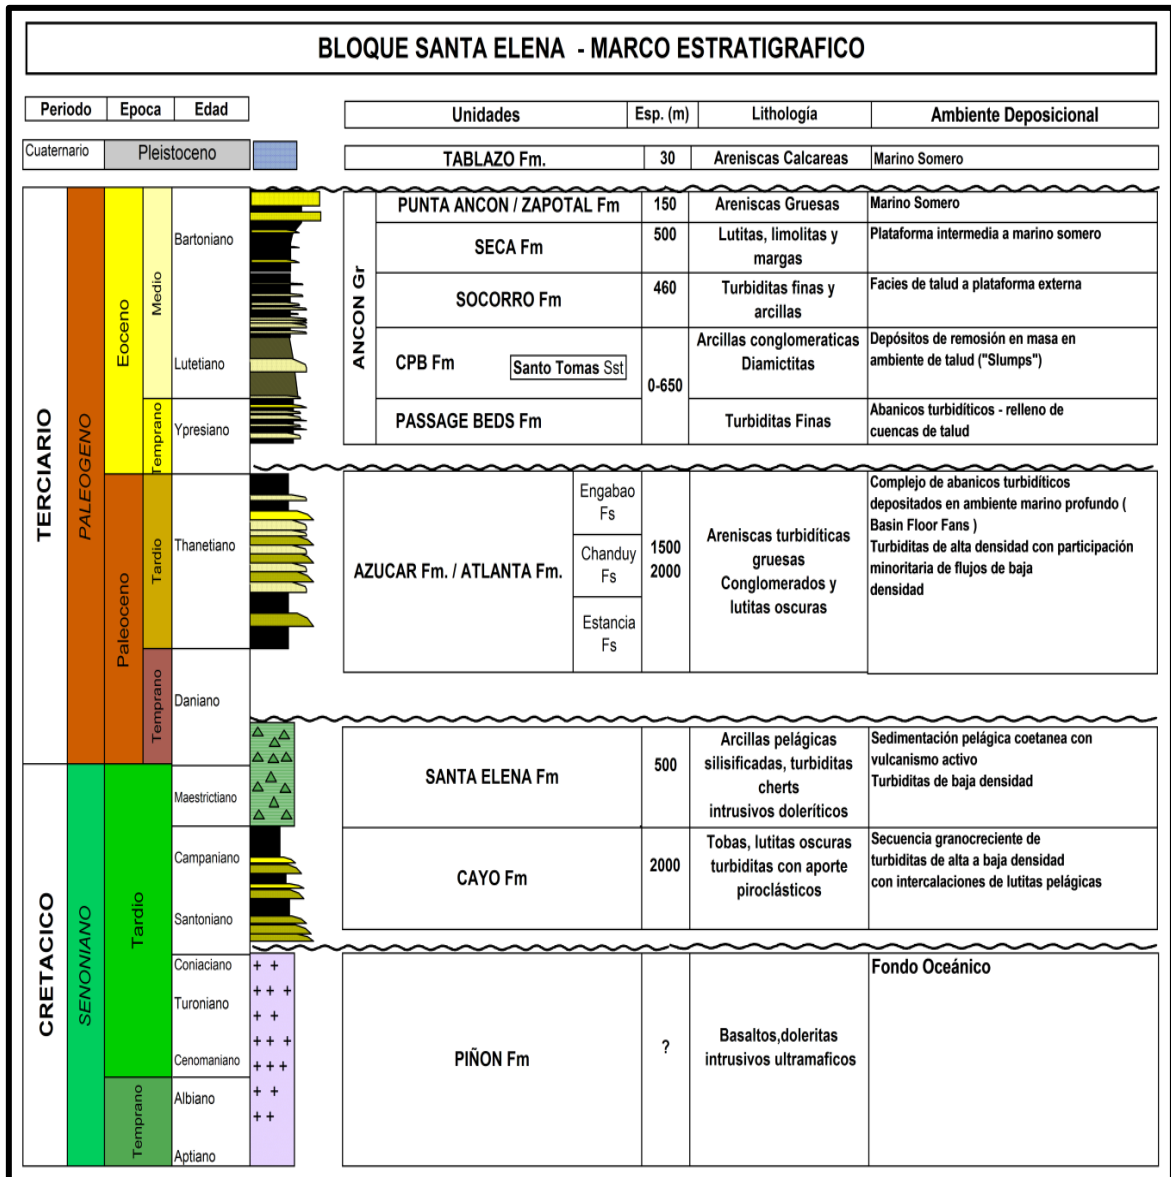 BLOQUE SANTA ELENA - MARCO ESTRATIGRAFICO
Periodo Epoca Edad Unidades Esp. (m) Lithología Ambiente Deposicional
Cuaternario Pleistoceno TABLAZO Fm. 30 Areniscas Calcareas Marino Somero
TERCIARIO
PALEOGENO
Eoceno
Medio
Bartoniano
Lutetiano
Temprano
Ypresiano
Paleoceno
Tardio
Thanetiano
Temprano
Daniano
CRETACICO
SENONIANO
Tardio
Maestrictiano
Campaniano
Santoniano
Coniaciano
Turoniano
Cenomaniano
Temprano
Albiano
Aptiano
ANCON Gr
PUNTA ANCON / ZAPOTAL Fm 150 Areniscas Gruesas Marino Somero
SECA Fm 500 Lutitas, limolitas y
margas
Plataforma intermedia a marino somero
SOCORRO Fm 460 Turbiditas finas y
arcillas
Facies de talud a plataforma externa
CPB Fm Santo Tomas Sst
0-650
Arcillas conglomeraticas
Diamictitas
Depósitos de remosión en masa en
ambiente de talud ("Slumps")
PASSAGE BEDS Fm Turbiditas Finas
Abanicos turbidíticos - relleno de
cuencas de talud
AZUCAR Fm. / ATLANTA Fm.
Engabao
Fs
Chanduy
Fs
Estancia
Fs
1500
2000
Areniscas turbidíticas
gruesas
Conglomerados y
lutitas oscuras
Complejo de abanicos turbidíticos
depositados en ambiente marino profundo (
Basin Floor Fans )
Turbiditas de alta densidad con participación
minoritaria de flujos de baja
densidad
SANTA ELENA Fm 500
Arcillas pelágicas
silisificadas, turbiditas
cherts
intrusivos doleríticos
Sedimentación pelágica coetanea con
vulcanismo activo
Turbiditas de baja densidad
CAYO Fm 2000
Tobas, lutitas oscuras
turbiditas con aporte
piroclásticos
Secuencia granocreciente de
turbiditas de alta a baja densidad
con intercalaciones de lutitas pelágicas
PIÑON Fm ?
Basaltos,doleritas
intrusivos ultramaficos
Fondo Oceánico